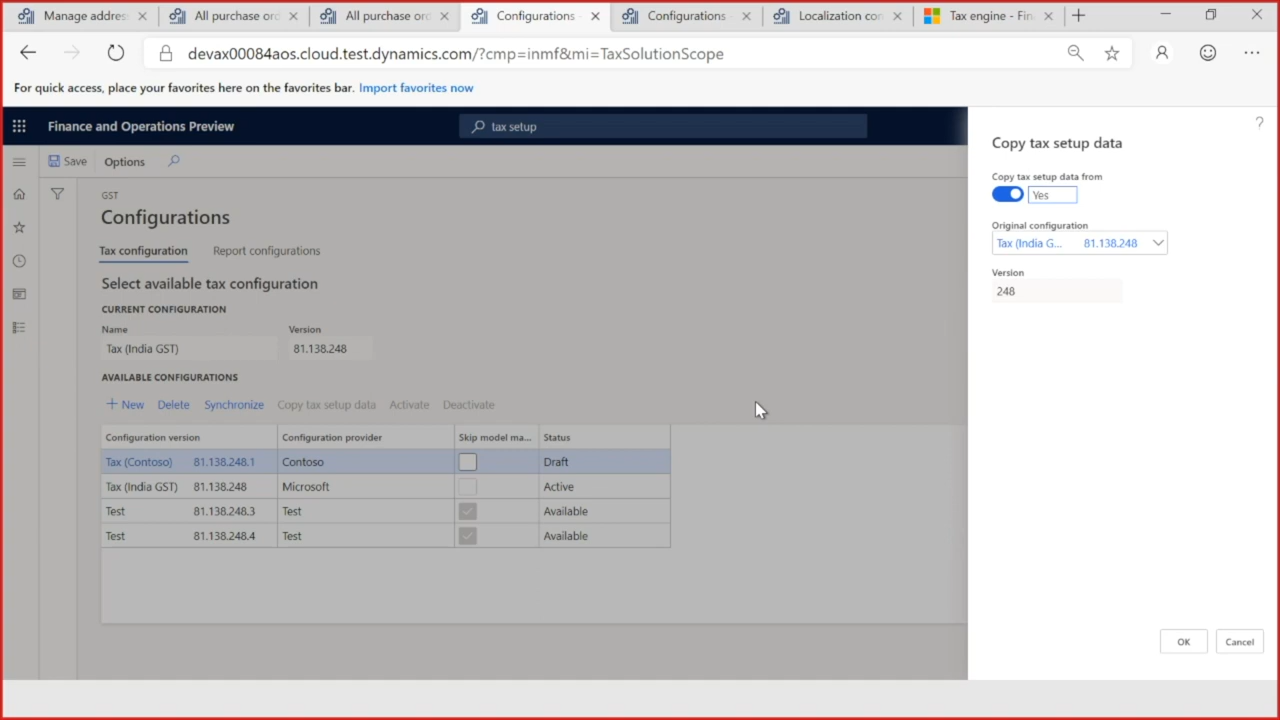 Manage addres
All purchase ord
All purchase ord
Configurations -
Configurations -
Localization con
Tax engine - Fin
devax00084aos.cloud.test.dynamics.com/?cmp=inmf&mi=TaxSolutionScope
For quick access, place your favorites here on the favorites bar. Import favorites now
Finance and Operations Preview
tax setup
?
Save Options
Copy tax setup data
Copy tax setup data from
Yes
Original configuration
Tax (India G... 81.138.248
Version
248
GST
Configurations
Tax configuration Report configurations
Select available tax configuration
CURRENT CONFIGURATION
Name Version
Tax (India GST) 81.138.248
AVAILABLE CONFIGURATIONS
+ New Delete Synchronize Copy tax setup data Activate Deactivate
Configuration version Configuration provider Skip model ma... Status
Tax (Contoso) 81.138.248.1 Contoso Draft
Tax (India GST) 81.138.248 Microsoft Active
Test 81.138.248.3 Test Available
Test 81.138.248.4 Test Available
OK Cancel